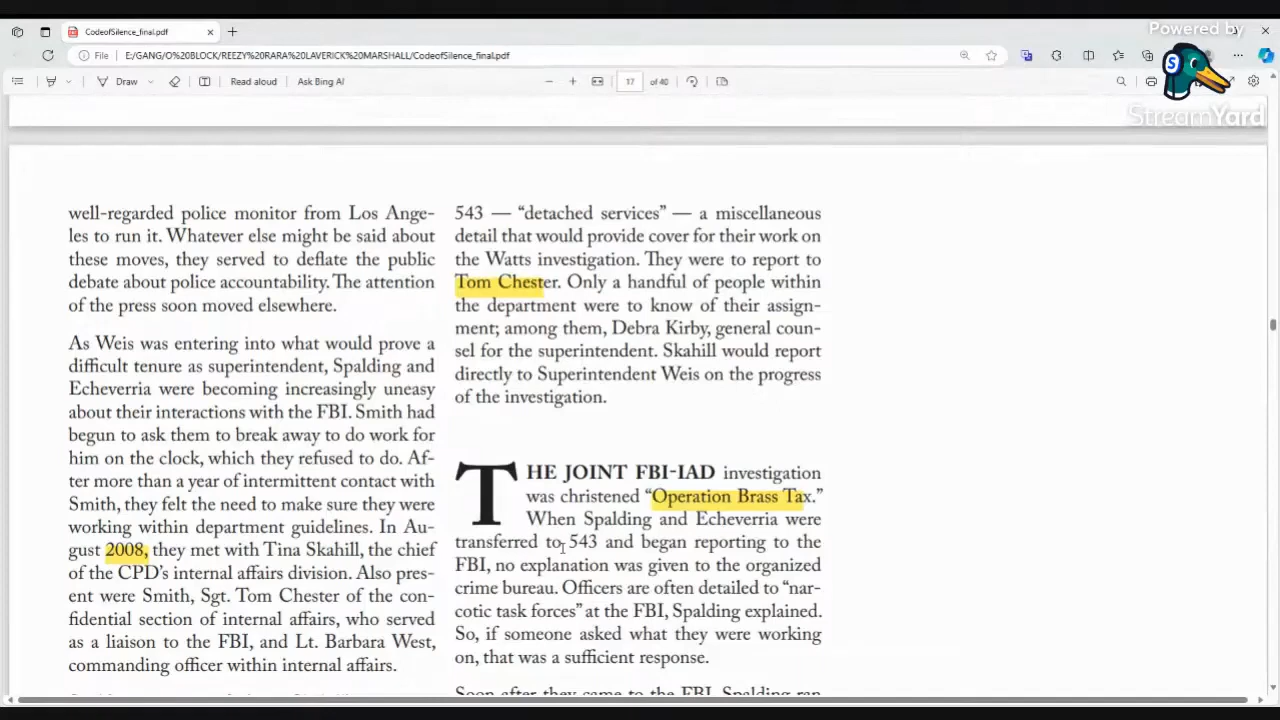 CodeofSilence_final.pdf
Powered by
File
E:/GANG/O%20BLOCK/REEZY%20RARA%20LAVERICK%20MARSHALL/CodeofSilence_final.pdf
Draw
Read aloud
Ask Bing AI
17
of 40
S
StreamYard
well-regarded police monitor from Los Ange-
les to run it. Whatever else might be said about
these moves, they served to deflate the public
debate about police accountability. The attention
of the press soon moved elsewhere.
As Weis was entering into what would prove a
difficult tenure as superintendent, Spalding and
Echeverria were becoming increasingly uneasy
about their interactions with the FBI. Smith had
begun to ask them to break away to do work for
him on the clock, which they refused to do. Af-
ter more than a year of intermittent contact with
Smith, they felt the need to make sure they were
working within department guidelines. In Au-
gust 2008, they met with Tina Skahill, the chief
of the CPD's internal affairs division. Also pres-
ent were Smith, Sgt. Tom Chester of the con-
fidential section of internal affairs, who served
as a liaison to the FBI, and Lt. Barbara West,
commanding officer within internal affairs.
543 — “detached services” — a miscellaneous
detail that would provide cover for their work on
the Watts investigation. They were to report to
Tom Chester. Only a handful of people within
the department were to know of their assign-
ment; among them, Debra Kirby, general coun-
sel for the superintendent. Skahill would report
directly to Superintendent Weis on the progress
of the investigation.
THE JOINT FBI-IAD investigation
was christened “Operation Brass Tax.”
When Spalding and Echeverria were
transferred to 543 and began reporting to the
FBI, no explanation was given to the organized
crime bureau. Officers are often detailed to “nar-
cotic task forces” at the FBI, Spalding explained.
So, if someone asked what they were working
on, that was a sufficient response.
Soon after they came to the FBI, Spalding ran